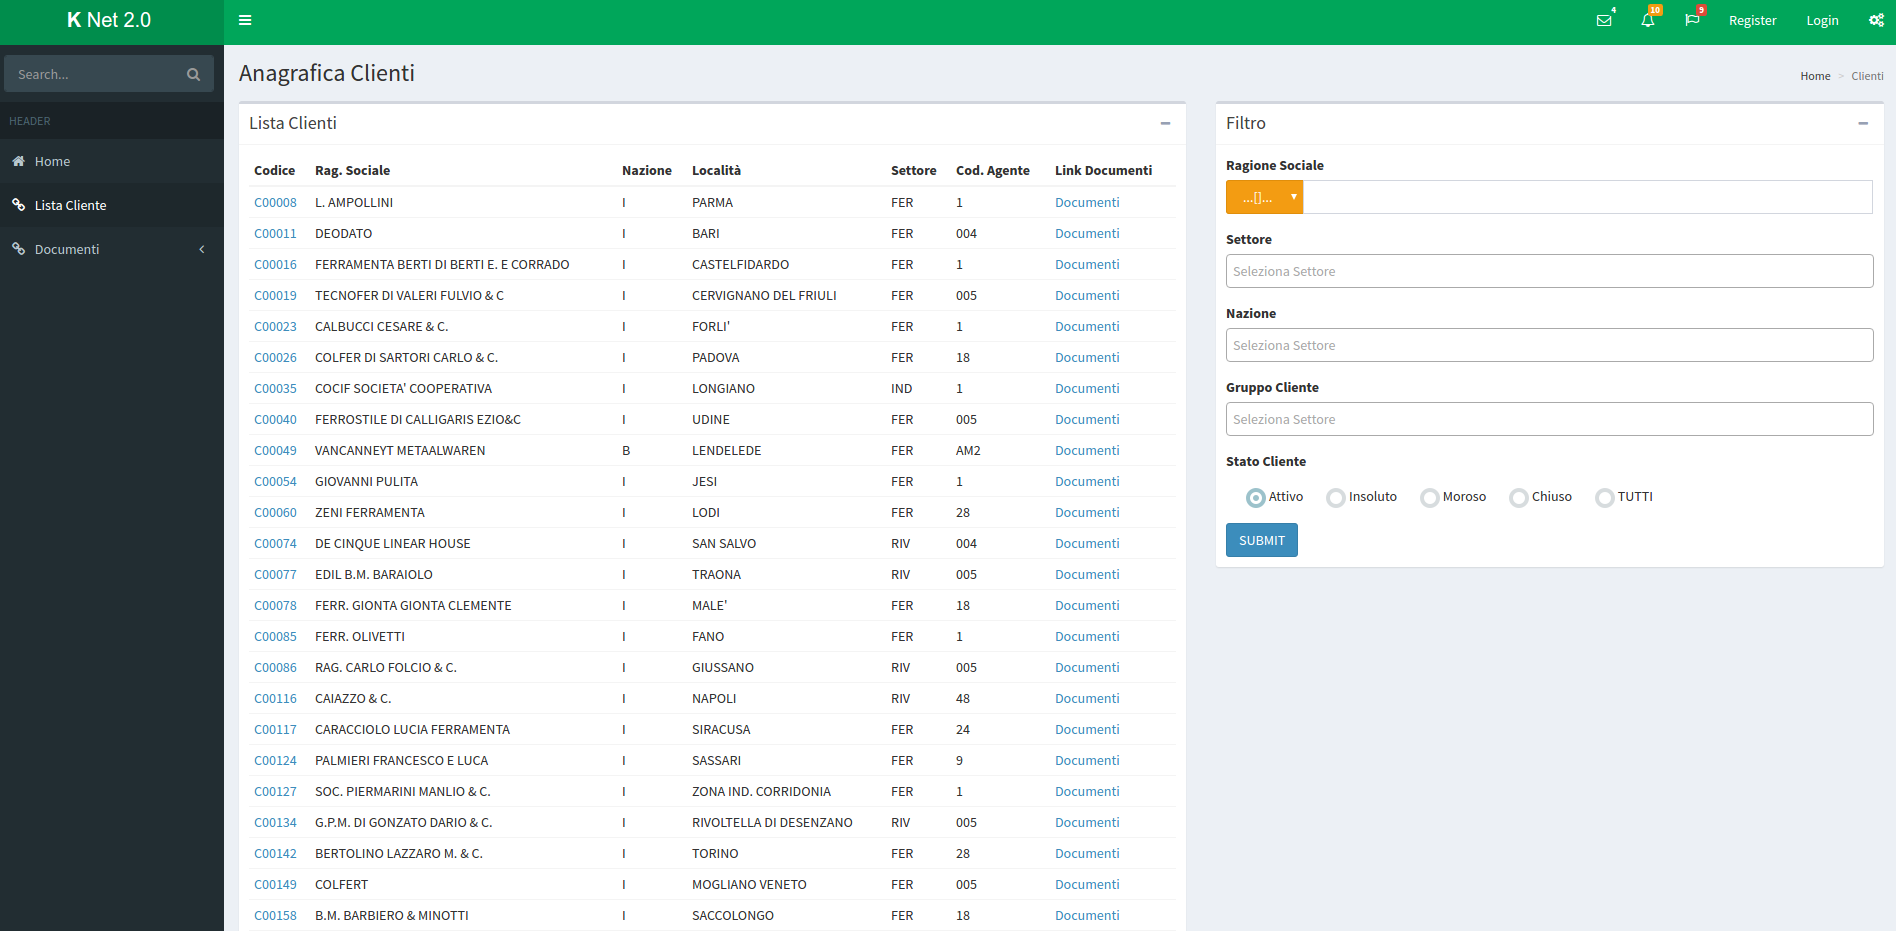 K Net 2.0
4
10
9
Register
Login
Search...
HEADER
Home
Lista Cliente
Documenti
Anagrafica Clienti
Home > Clienti
Lista Clienti
Codice Rag. Sociale Nazione Località Settore Cod. Agente Link Documenti
C00008 L. AMPOLLINI I PARMA FER 1 Documenti
C00011 DEODATO I BARI FER 004 Documenti
C00016 FERRAMENTA BERTI DI BERTI E. E CORRADO I CASTELFIDARDO FER 1 Documenti
C00019 TECNOFER DI VALERI FULVIO & C I CERVIGNANO DEL FRIULI FER 005 Documenti
C00023 CALBUCCI CESARE & C. I FORLI' FER 1 Documenti
C00026 COLFER DI SARTORI CARLO & C. I PADOVA FER 18 Documenti
C00035 COCIF SOCIETA' COOPERATIVA I LONGIANO IND 1 Documenti
C00040 FERROSTILE DI CALLIGARIS EZIO&C I UDINE FER 005 Documenti
C00049 VANCANNEYT METAALWAREN B LENDELEDE FER AM2 Documenti
C00054 GIOVANNI PULITA I JESI FER 1 Documenti
C00060 ZENI FERRAMENTA I LODI FER 28 Documenti
C00074 DE CINQUE LINEAR HOUSE I SAN SALVO RIV 004 Documenti
C00077 EDIL B.M. BARAIOLO I TRAONA RIV 005 Documenti
C00078 FERR. GIONTA GIONTA CLEMENTE I MALE' FER 18 Documenti
C00085 FERR. OLIVETTI I FANO FER 1 Documenti
C00086 RAG. CARLO FOLCIO & C. I GIUSSANO RIV 005 Documenti
C00116 CAIAZZO & C. I NAPOLI RIV 48 Documenti
C00117 CARACCIOLO LUCIA FERRAMENTA I SIRACUSA FER 24 Documenti
C00124 PALMIERI FRANCESCO E LUCA I SASSARI FER 9 Documenti
C00127 SOC. PIERMARINI MANLIO & C. I ZONA IND. CORRIDONIA FER 1 Documenti
C00134 G.P.M. DI GONZATO DARIO & C. I RIVOLTELLA DI DESENZANO RIV 005 Documenti
C00142 BERTOLINO LAZZARO M. & C. I TORINO FER 28 Documenti
C00149 COLFERT I MOGLIANO VENETO FER 005 Documenti
C00158 B.M. BARBIERO & MINOTTI I SACCOLONGO FER 18 Documenti
Filtro
Ragione Sociale
...[]...
Settore
Seleziona Settore
Nazione
Seleziona Settore
Gruppo Cliente
Seleziona Settore
Stato Cliente
Attivo Insoluto Moroso Chiuso TUTTI
SUBMIT